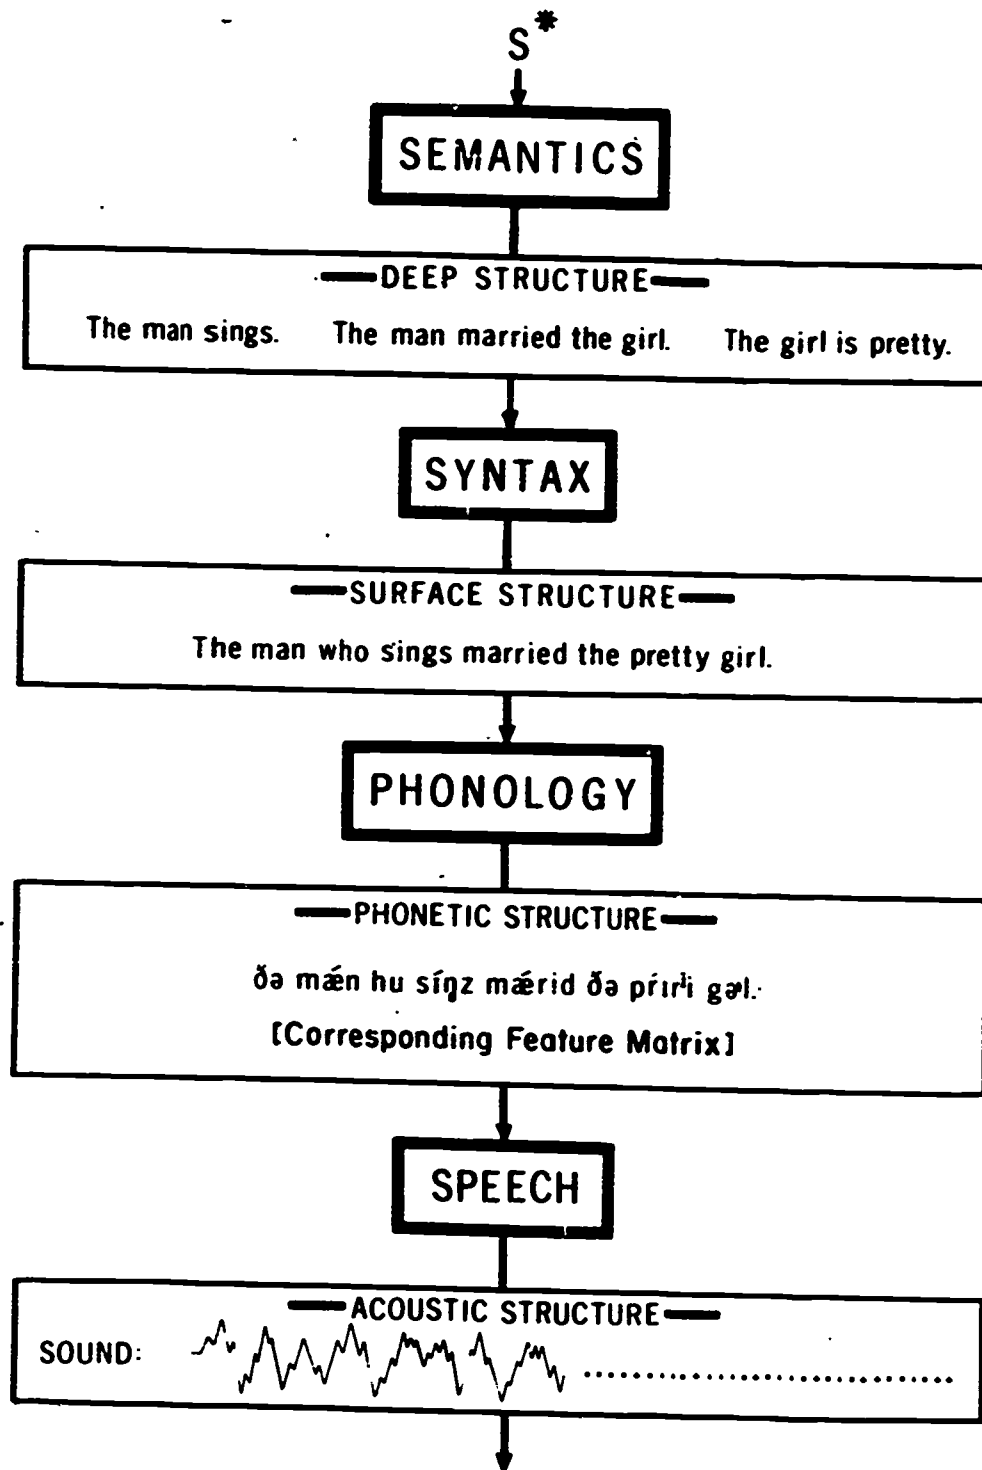 S*
SEMANTICS
DEEP STRUCTURE
The man sings. The man married the girl. The girl is pretty.
SYNTAX
SURFACE STRUCTURE
The man who sings married the pretty girl.
PHONOLOGY
PHONETIC STRUCTURE
ðə mǽn hu síŋz mǽrid ðə gəl.
[Corresponding Feature Matrix]
SPEECH
ACOUSTIC STRUCTURE
SOUND: